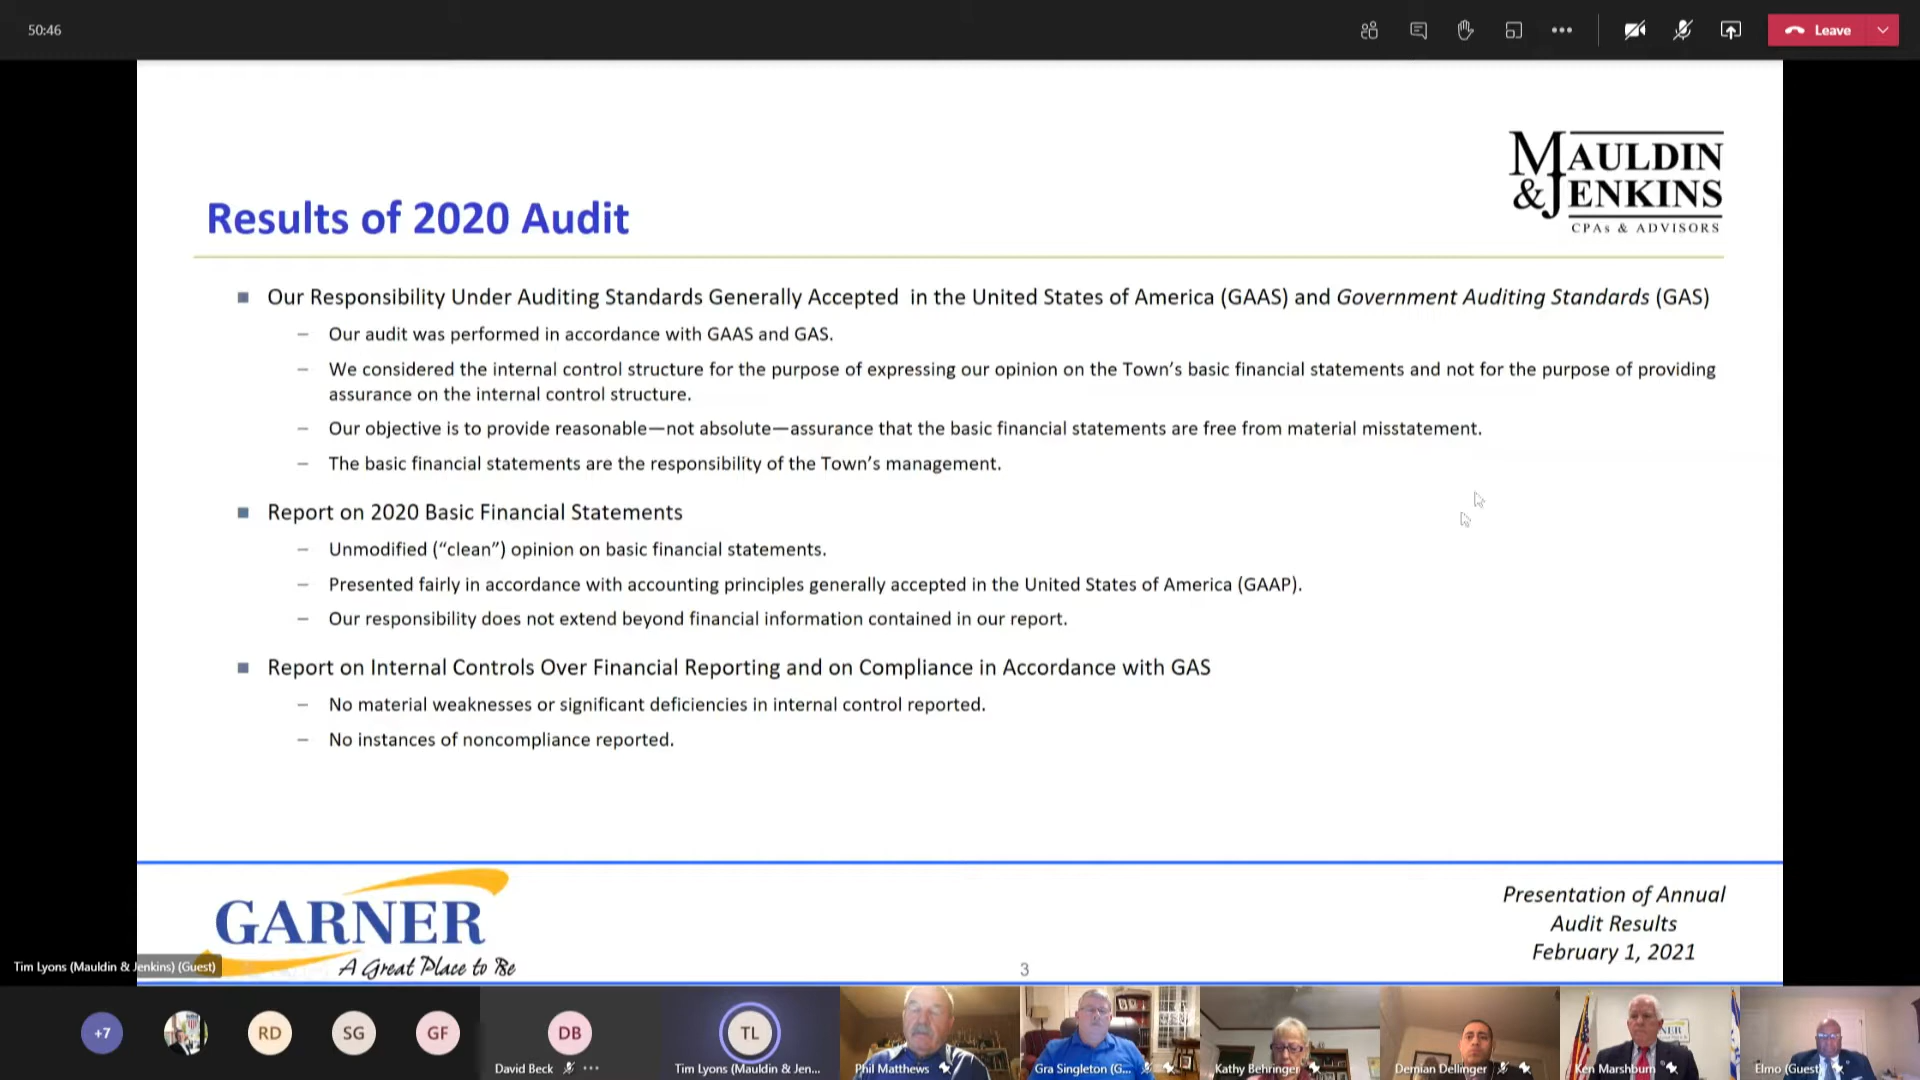 50:46
Leave
MAULDIN
& JENKINS
CPAs & ADVISORS
Results of 2020 Audit
Our Responsibility Under Auditing Standards Generally Accepted in the United States of America (GAAS) and Government Auditing Standards (GAS)
– Our audit was performed in accordance with GAAS and GAS.
– We considered the internal control structure for the purpose of expressing our opinion on the Town’s basic financial statements and not for the purpose of providing
assurance on the internal control structure.
– Our objective is to provide reasonable—not absolute—assurance that the basic financial statements are free from material misstatement.
– The basic financial statements are the responsibility of the Town’s management.
Report on 2020 Basic Financial Statements
– Unmodified (“clean”) opinion on basic financial statements.
– Presented fairly in accordance with accounting principles generally accepted in the United States of America (GAAP).
– Our responsibility does not extend beyond financial information contained in our report.
Report on Internal Controls Over Financial Reporting and on Compliance in Accordance with GAS
– No material weaknesses or significant deficiencies in internal control reported.
– No instances of noncompliance reported.
GARNER
A Great Place to Be
3
Presentation of Annual
Audit Results
February 1, 2021
Tim Lyons (Mauldin & Jenkins) (Guest)
+7
RD
SG
GF
DB
TL
David Beck
Tim Lyons (Mauldin & Jen...
Phil Matthews
Gra Singleton (G...
Kathy Behringer
Demian Dellinger
Ken Marshburn
Elmo (Guest)